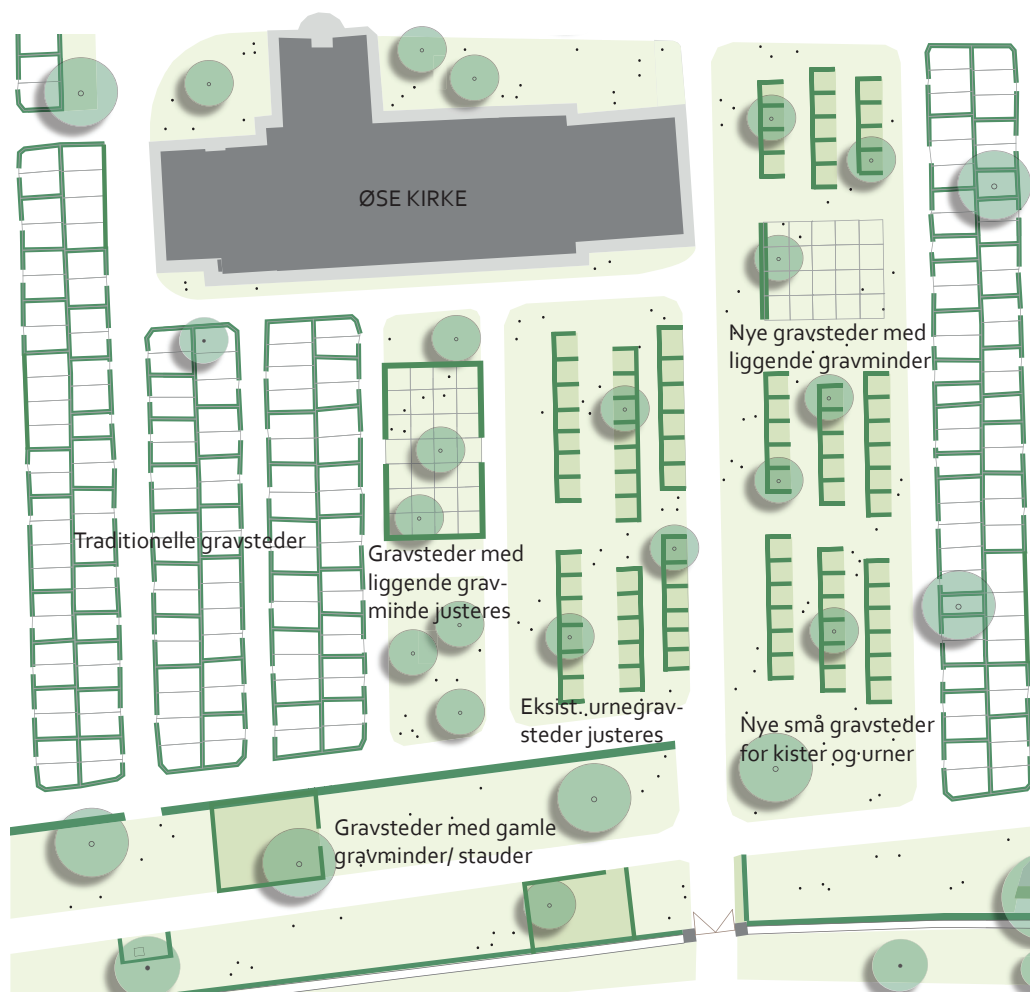 ØSE KIRKE
Nye gravsteder med
liggende gravminder
Traditionelle gravsteder
Gravsteder med
liggende grav-
minde justeres
Eksist. urnegrav-
steder justeres
Nye små gravsteder
for kister og urner
Gravsteder med gamle
gravminder/ stauder